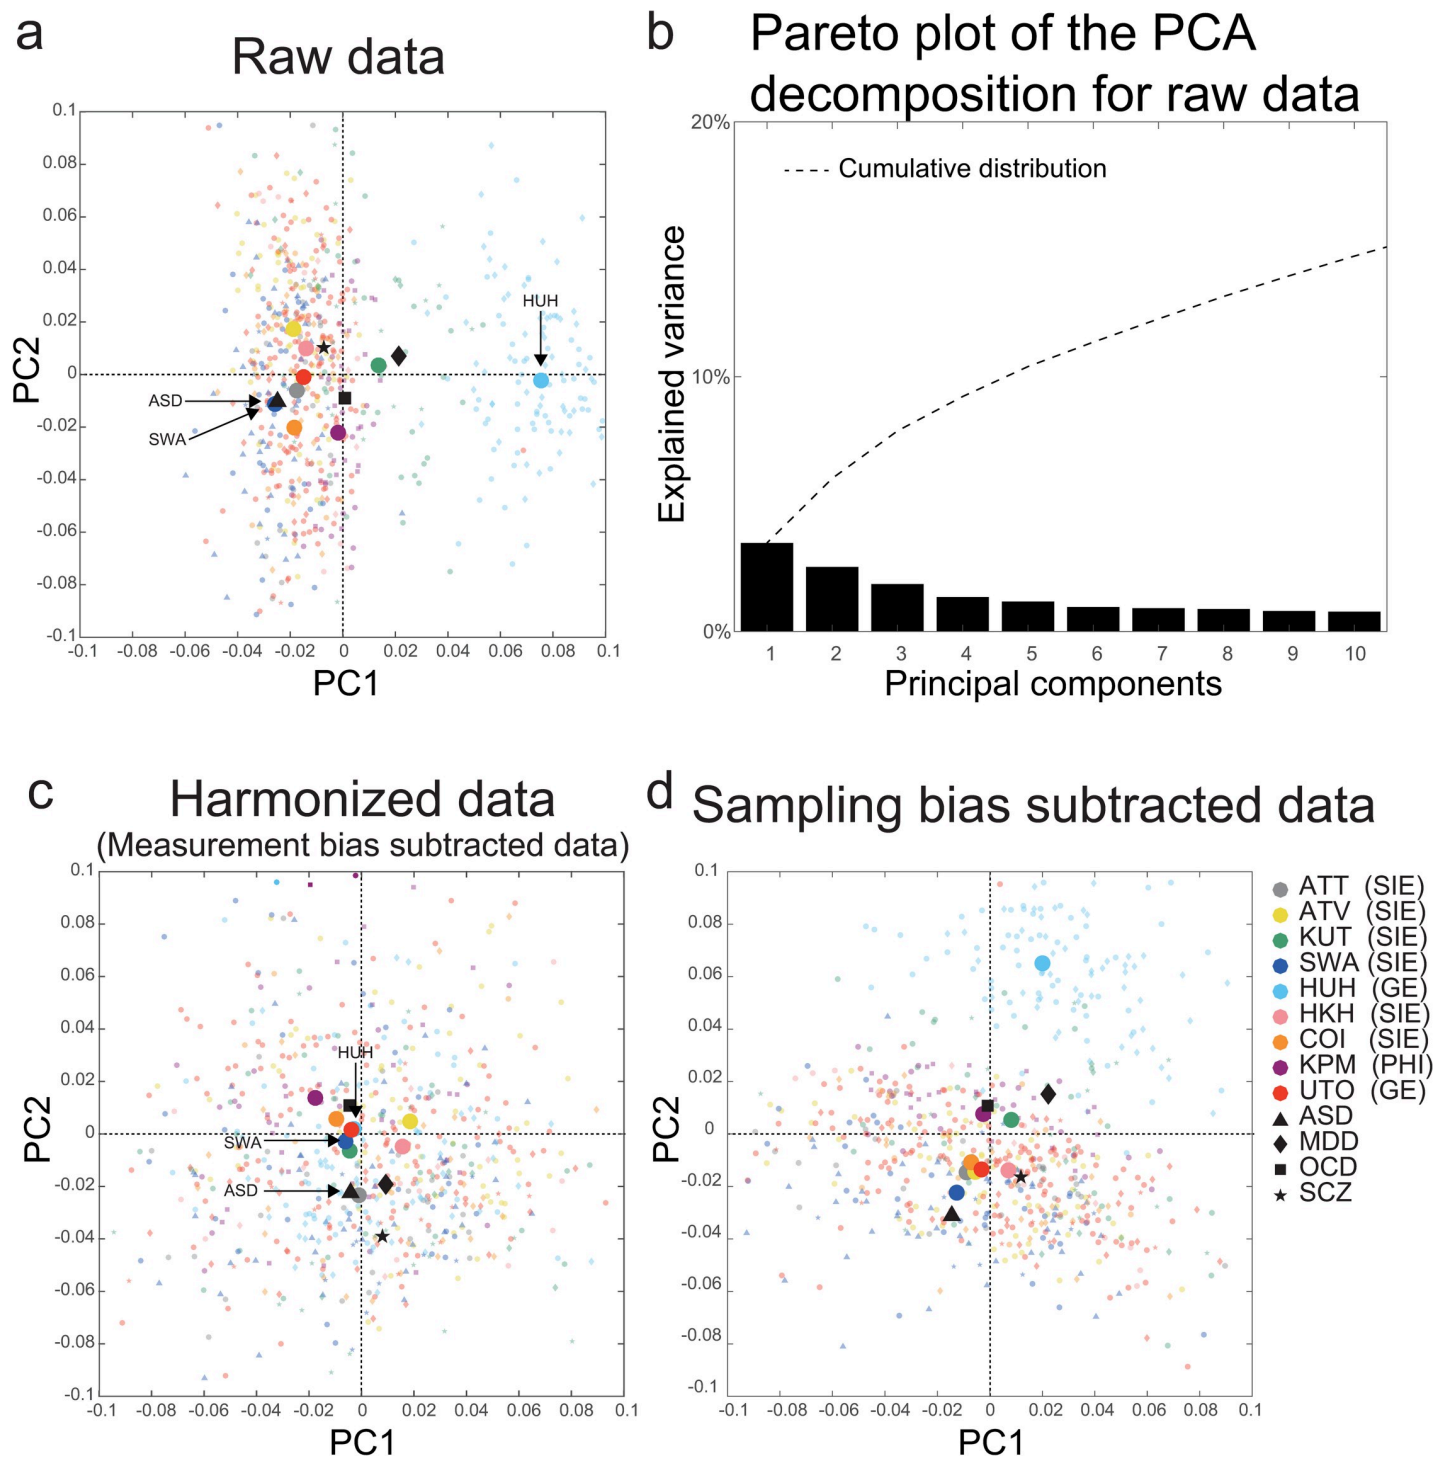 a
Raw data
0.1
0.08
0.06
0.04
0.02
0
-0.02
-0.04
-0.06
-0.08
-0.1
PC2
HUH
ASD
SWA
-0.1 -0.08 -0.06 -0.04 -0.02 0 0.02 0.04 0.06 0.08 0.1
PC1
b
Pareto plot of the PCA
decomposition for raw data
20%
10%
0%
Explained variance
Cumulative distribution
1 2 3 4 5 6 7 8 9 10
Principal components
c
Harmonized data
(Measurement bias subtracted data)
0.1
0.08
0.06
0.04
0.02
0
-0.02
-0.04
-0.06
-0.08
-0.1
PC2
HUH
SWA
ASD
-0.1 -0.08 -0.06 -0.04 -0.02 0 0.02 0.04 0.06 0.08 0.1
PC1
d
Sampling bias subtracted data
0.1
0.08
0.06
0.04
0.02
0
-0.02
-0.04
-0.06
-0.08
-0.1
PC2
-0.1 -0.08 -0.06 -0.04 -0.02 0 0.02 0.04 0.06 0.08 0.1
PC1
ATT (SIE)
ATV (SIE)
KUT (SIE)
SWA (SIE)
HUH (GE)
HKH (SIE)
COI (SIE)
KPM (PHI)
UTO (GE)
ASD
MDD
OCD
SCZ